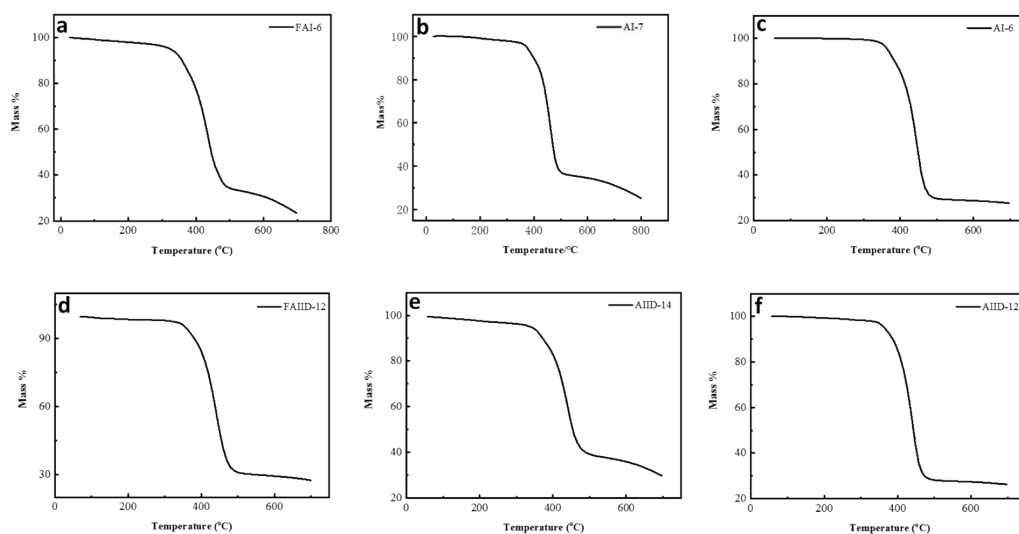 a
FAI-6
100
80
60
40
20
Mass %
0 200 400 600 800
Temperature (°C)
b
AI-7
100
80
60
40
20
Mass%
0 200 400 600 800
Temperature/°C
c
AI-6
100
80
60
40
20
Mass %
0 200 400 600
Temperature (°C)
d
FAIID-12
90
60
30
Mass %
0 200 400 600
Temperature (°C)
e
AIID-14
100
80
60
40
20
Mass %
0 200 400 600
Temperature (°C)
f
AIID-12
100
80
60
40
20
Mass %
0 200 400 600
Temperature (°C)